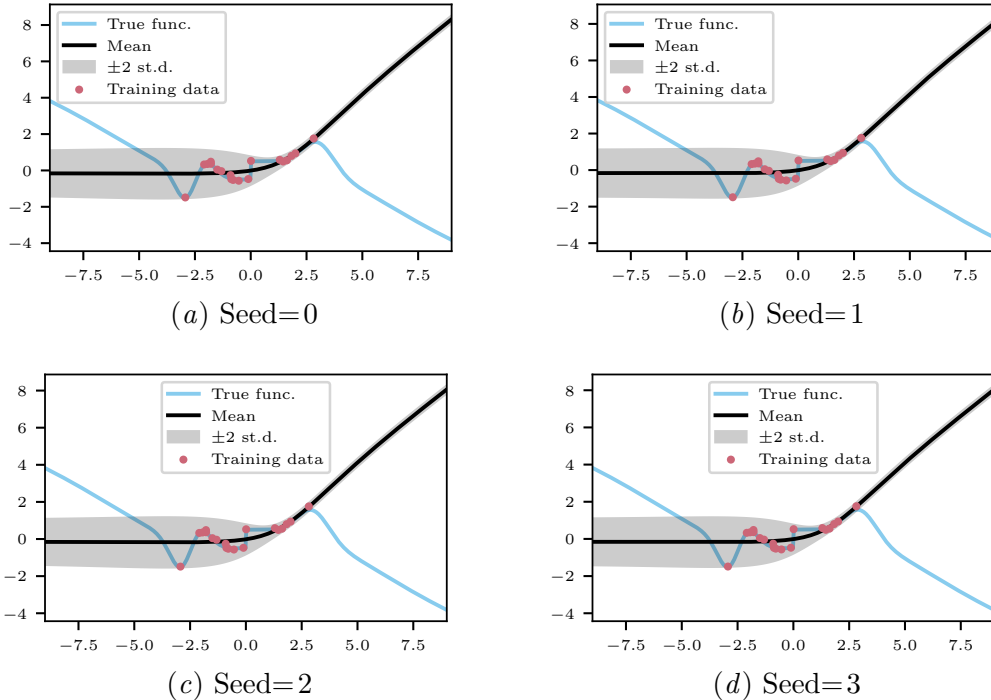 8
6
4
2
0
−2
−4
True func.
Mean
±2 st.d.
Training data
−7.5 −5.0 −2.5 0.0 2.5 5.0 7.5
(a) Seed=0
8
6
4
2
0
−2
−4
True func.
Mean
±2 st.d.
Training data
−7.5 −5.0 −2.5 0.0 2.5 5.0 7.5
(b) Seed=1
8
6
4
2
0
−2
−4
True func.
Mean
±2 st.d.
Training data
−7.5 −5.0 −2.5 0.0 2.5 5.0 7.5
(c) Seed=2
8
6
4
2
0
−2
−4
True func.
Mean
±2 st.d.
Training data
−7.5 −5.0 −2.5 0.0 2.5 5.0 7.5
(d) Seed=3